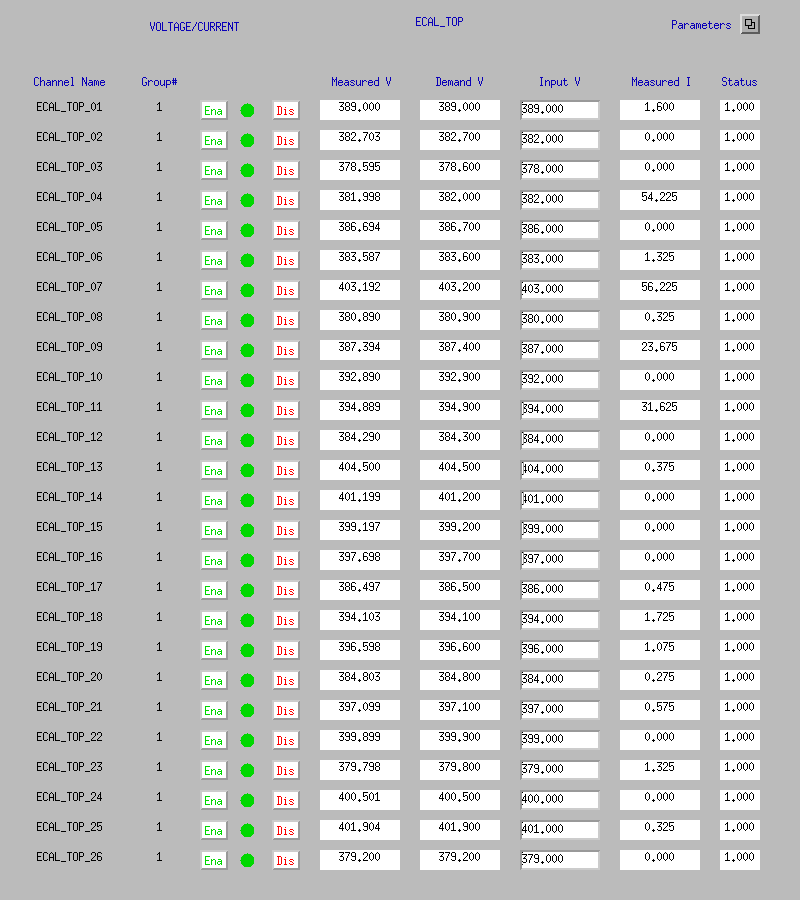 VOLTAGE/CURRENT ECAL_TOP Parameters
Channel Name Group# Measured V Demand V Input V Measured I Status
ECAL_TOP_01 1 Ena Dis 389.000 389.000 389.000 1.600 1.000
ECAL_TOP_02 1 Ena Dis 382.703 382.700 382.000 0.000 1.000
ECAL_TOP_03 1 Ena Dis 378.595 378.600 378.000 0.000 1.000
ECAL_TOP_04 1 Ena Dis 381.998 382.000 382.000 54.225 1.000
ECAL_TOP_05 1 Ena Dis 386.694 386.700 386.000 0.000 1.000
ECAL_TOP_06 1 Ena Dis 383.587 383.600 383.000 1.325 1.000
ECAL_TOP_07 1 Ena Dis 403.192 403.200 403.000 56.225 1.000
ECAL_TOP_08 1 Ena Dis 380.890 380.900 380.000 0.325 1.000
ECAL_TOP_09 1 Ena Dis 387.394 387.400 387.000 23.675 1.000
ECAL_TOP_10 1 Ena Dis 392.890 392.900 392.000 0.000 1.000
ECAL_TOP_11 1 Ena Dis 394.889 394.900 394.000 31.625 1.000
ECAL_TOP_12 1 Ena Dis 384.290 384.300 384.000 0.000 1.000
ECAL_TOP_13 1 Ena Dis 404.500 404.500 404.000 0.375 1.000
ECAL_TOP_14 1 Ena Dis 401.199 401.200 401.000 0.000 1.000
ECAL_TOP_15 1 Ena Dis 399.197 399.200 399.000 0.000 1.000
ECAL_TOP_16 1 Ena Dis 397.698 397.700 397.000 0.000 1.000
ECAL_TOP_17 1 Ena Dis 386.497 386.500 386.000 0.475 1.000
ECAL_TOP_18 1 Ena Dis 394.103 394.100 394.000 1.725 1.000
ECAL_TOP_19 1 Ena Dis 396.598 396.600 396.000 1.075 1.000
ECAL_TOP_20 1 Ena Dis 384.803 384.800 384.000 0.275 1.000
ECAL_TOP_21 1 Ena Dis 397.099 397.100 397.000 0.575 1.000
ECAL_TOP_22 1 Ena Dis 399.899 399.900 399.000 0.000 1.000
ECAL_TOP_23 1 Ena Dis 379.798 379.800 379.000 1.325 1.000
ECAL_TOP_24 1 Ena Dis 400.501 400.500 400.000 0.000 1.000
ECAL_TOP_25 1 Ena Dis 401.904 401.900 401.000 0.325 1.000
ECAL_TOP_26 1 Ena Dis 379.200 379.200 379.000 0.000 1.000